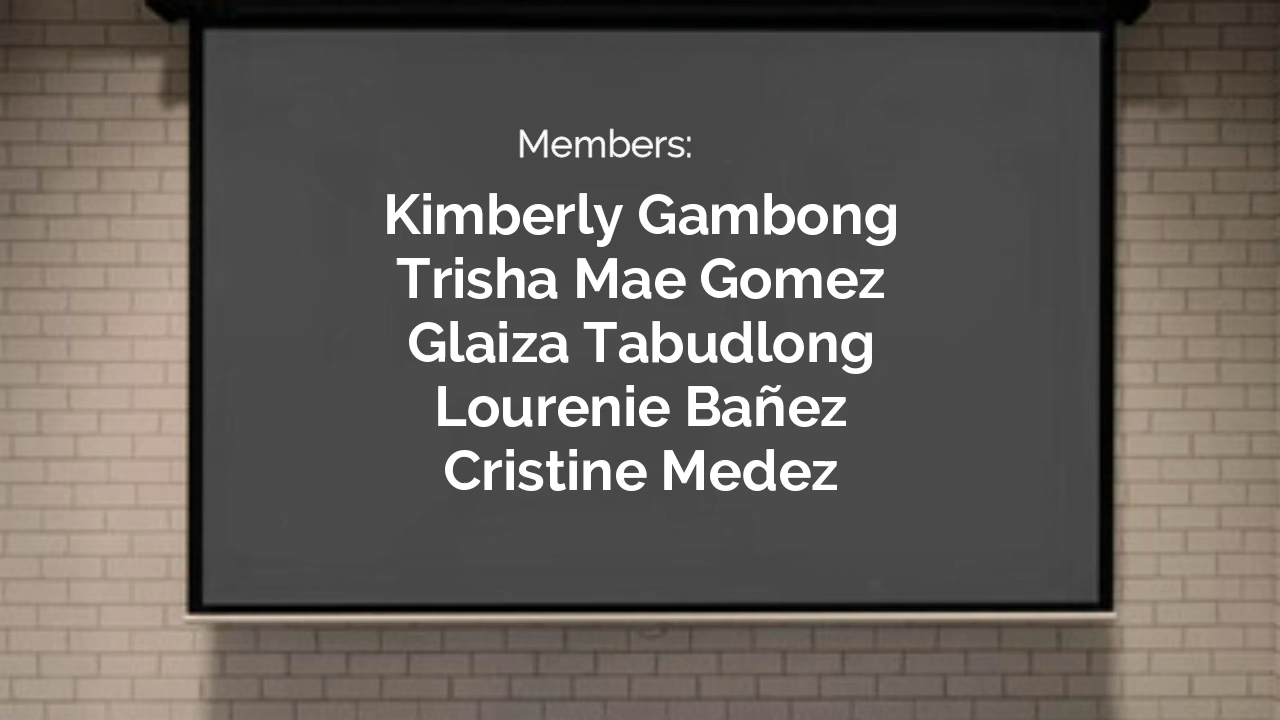 Members:
Kimberly Gambong
Trisha Mae Gomez
Glaiza Tabudlong
Lourenie Bañez
Cristine Medez